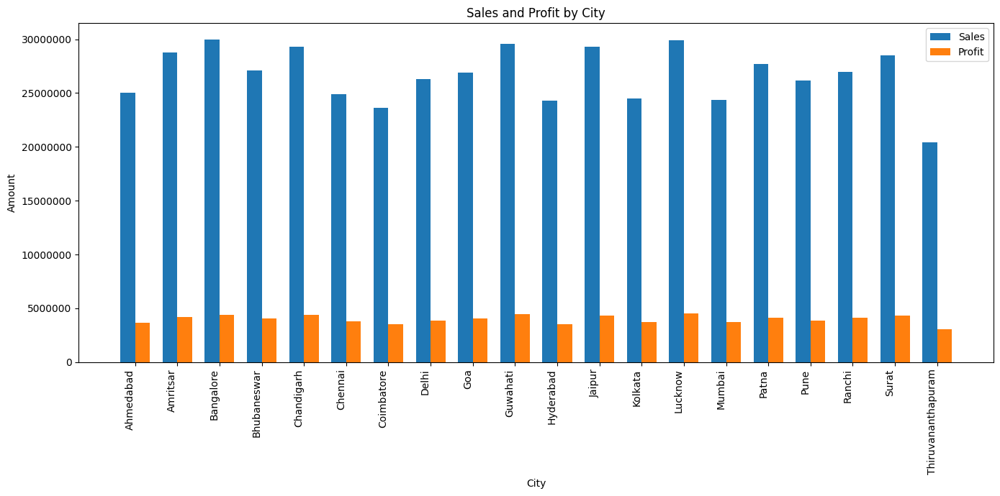 Sales and Profit by City
Sales
Profit
Amount
30000000
25000000
20000000
15000000
10000000
5000000
0
Ahmedabad
Amritsar
Bangalore
Bhubaneswar
Chandigarh
Chennai
Coimbatore
Delhi
Goa
Guwahati
Hyderabad
Jaipur
Kolkata
Lucknow
Mumbai
Patna
Pune
Ranchi
Surat
Thiruvananthapuram
City